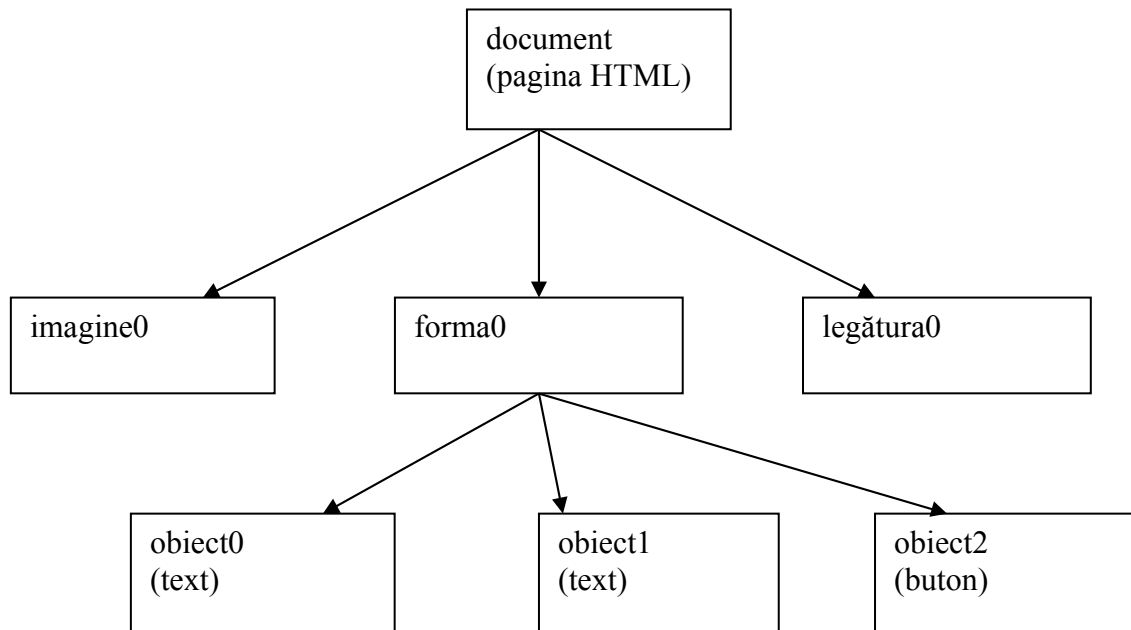 document
(pagina HTML)
imagine0
forma0
legătura0
obiect0
(text)
obiect1
(text)
obiect2
(buton)